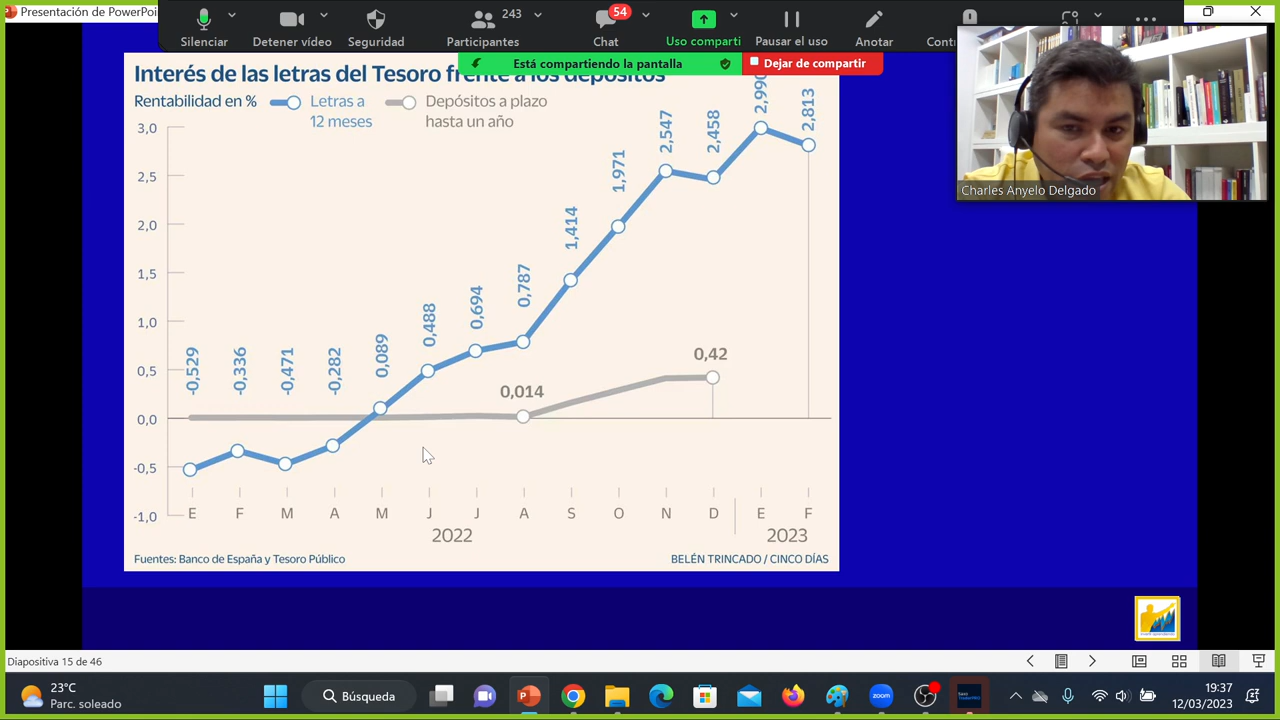 Presentación de PowerPoi
Silenciar
Detener vídeo
Seguridad
243
Participantes
54
Chat
Uso comparti
Pausar el uso
Anotar
Está compartiendo la pantalla
Dejar de compartir
Charles Anyelo Delgado
Interés de las letras del Tesoro frente a los depósitos
Rentabilidad en %
Letras a
12 meses
Depósitos a plazo
hasta un año
3,0
2,5
2,0
1,5
1,0
0,5
0,0
-0,5
-1,0
-0,529
-0,336
-0,471
-0,282
0,089
0,488
0,694
0,787
1,414
1,971
2,547
2,458
2,990
2,813
0,014
0,42
E F M A M J J A S O N D E F
2022
2023
Fuentes: Banco de España y Tesoro Público
BELÉN TRINCADO / CINCO DÍAS
Diapositiva 15 de 46
23°C
Parc. soleado
Búsqueda
zoom
19:37
12/03/2023